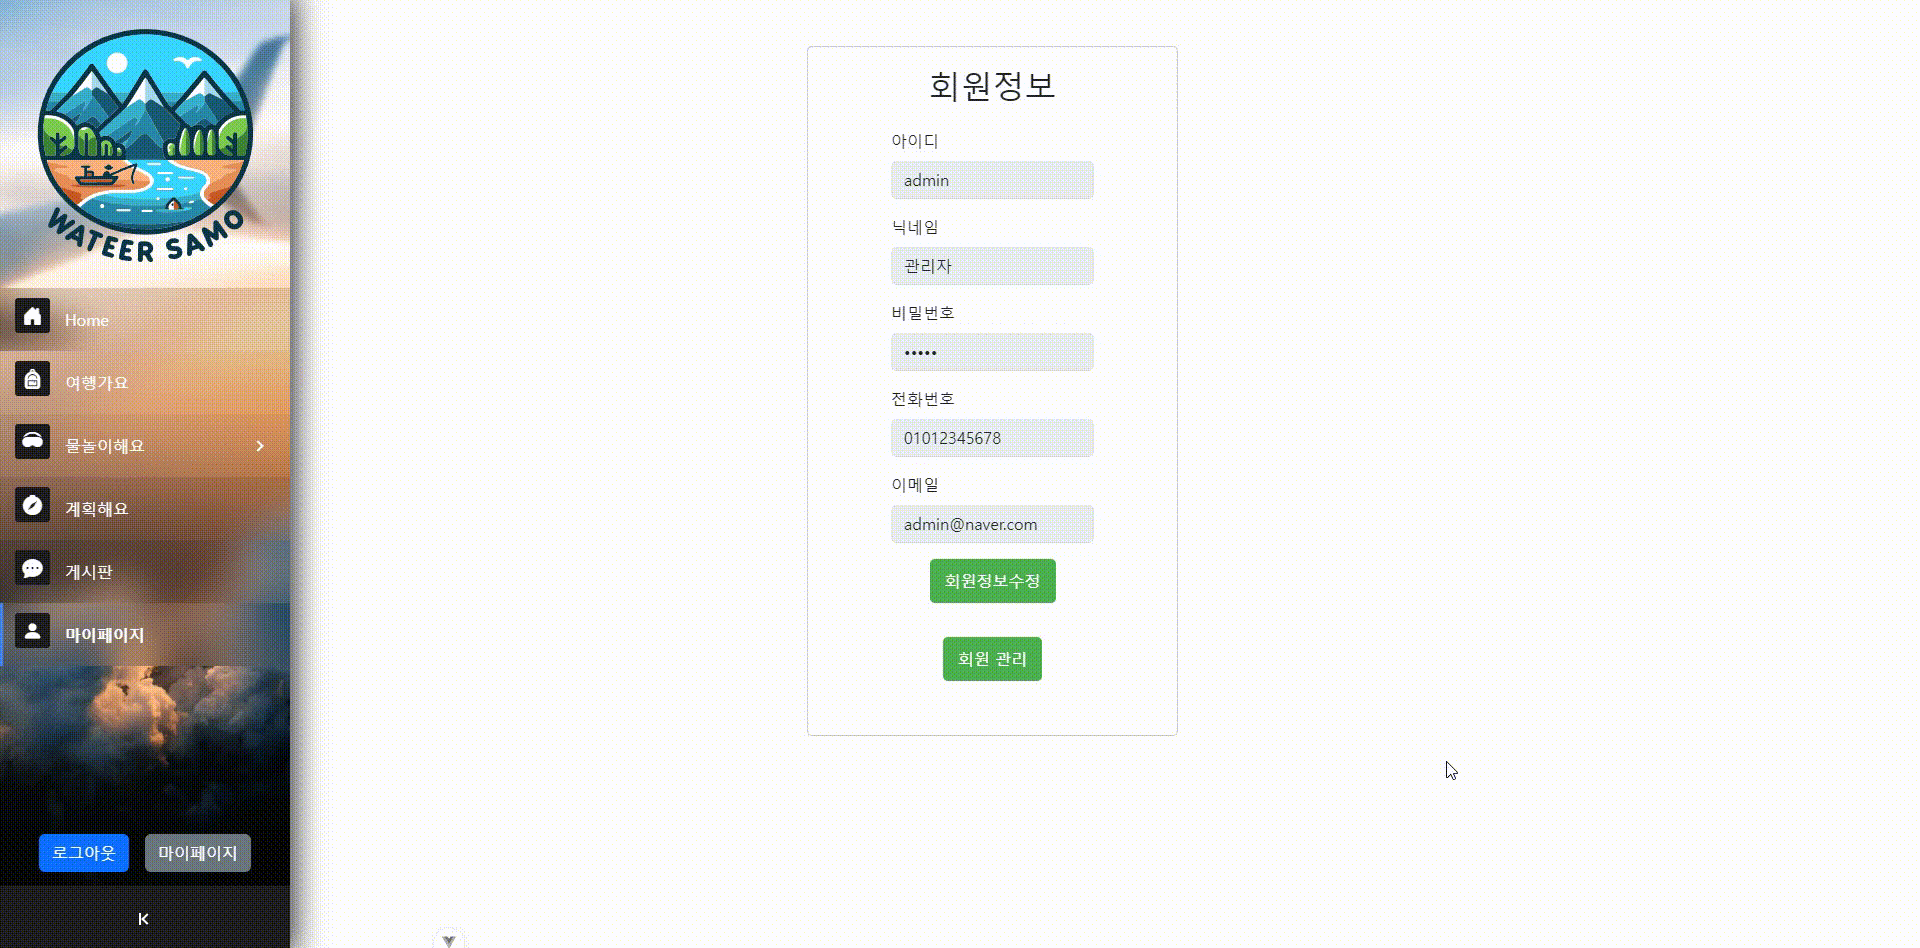 WATEER SAMO
Home
여행가요
물놀이해요
계획해요
게시판
마이페이지
로그아웃 마이페이지
회원정보
아이디
admin
닉네임
관리자
비밀번호
•••••
전화번호
01012345678
이메일
admin@naver.com
회원정보수정
회원 관리